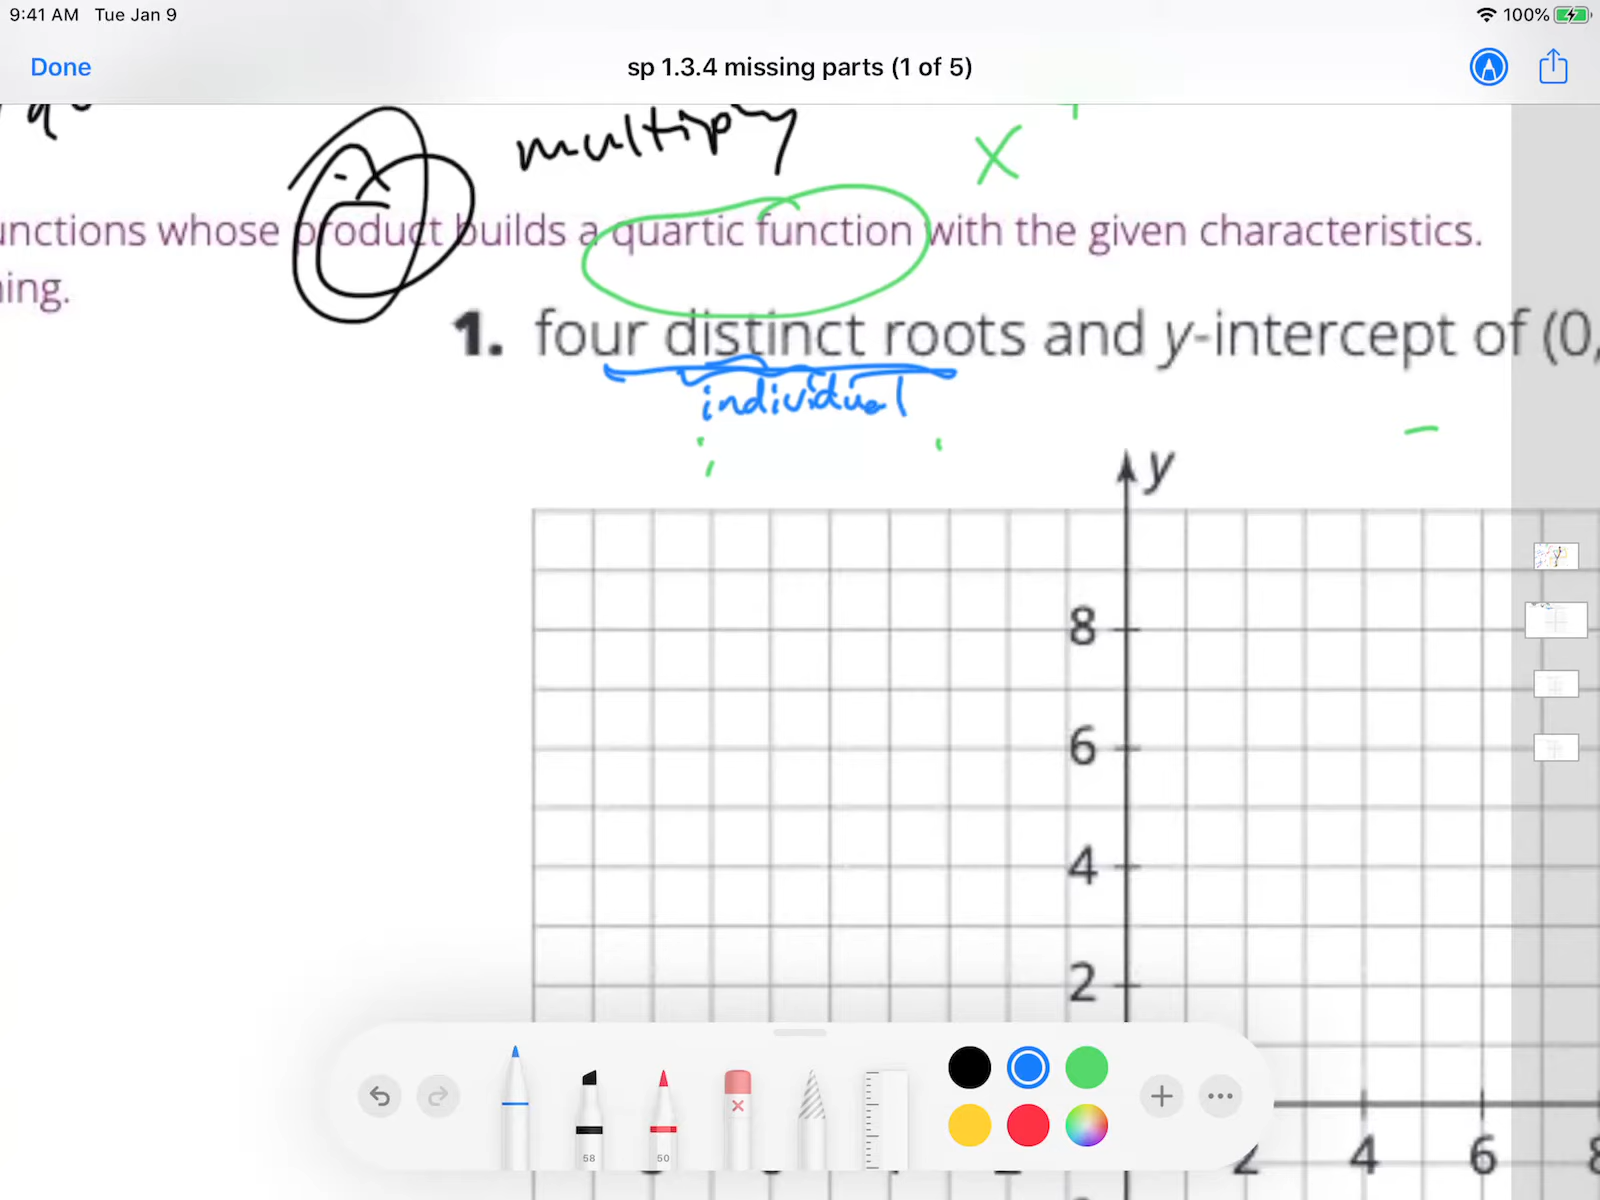 9:41 AM Tue Jan 9 100%
Done sp 1.3.4 missing parts (1 of 5)
multiply x
unctions whose product builds a quartic function with the given characteristics.
ing.
1. four distinct roots and y-intercept of (0,
individual
y
8
6
4
2
58 50
2 4 6 8